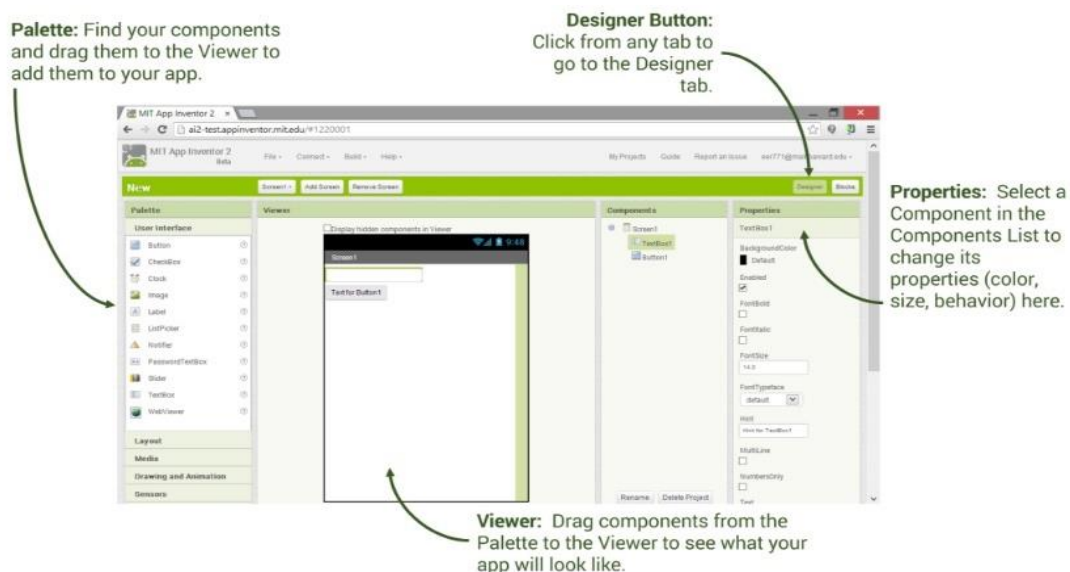 Palette: Find your components
and drag them to the Viewer to
add them to your app.
Designer Button:
Click from any tab to
go to the Designer
tab.
MIT App Inventor 2
ai2-test.appinventor.mit.edu/#1220001
MIT App Inventor 2
Beta
File Connect Build Help
My Projects Guide Report an Issue
New
Screen1 Add Screen Remove Screen
Designer Blocks
Palette
User Interface
Button
CheckBox
Clock
Image
Label
ListPicker
Notifier
PasswordTextBox
Slider
TextBox
WebViewer
Layout
Media
Drawing and Animation
Sensors
Viewer
Display hidden components in Viewer
9:48
Screen1
Text for Button1
Components
Screen1
TextBox1
Button1
Rename Delete Project
Properties
TextBox1
BackgroundColor
Default
Enabled
FontBold
FontItalic
FontSize
14.0
FontTypeface
default
Hint
Hint for TextBox1
MultiLine
NumbersOnly
Text
Properties: Select a
Component in the
Components List to
change its
properties (color,
size, behavior) here.
Viewer: Drag components from the
Palette to the Viewer to see what your
app will look like.